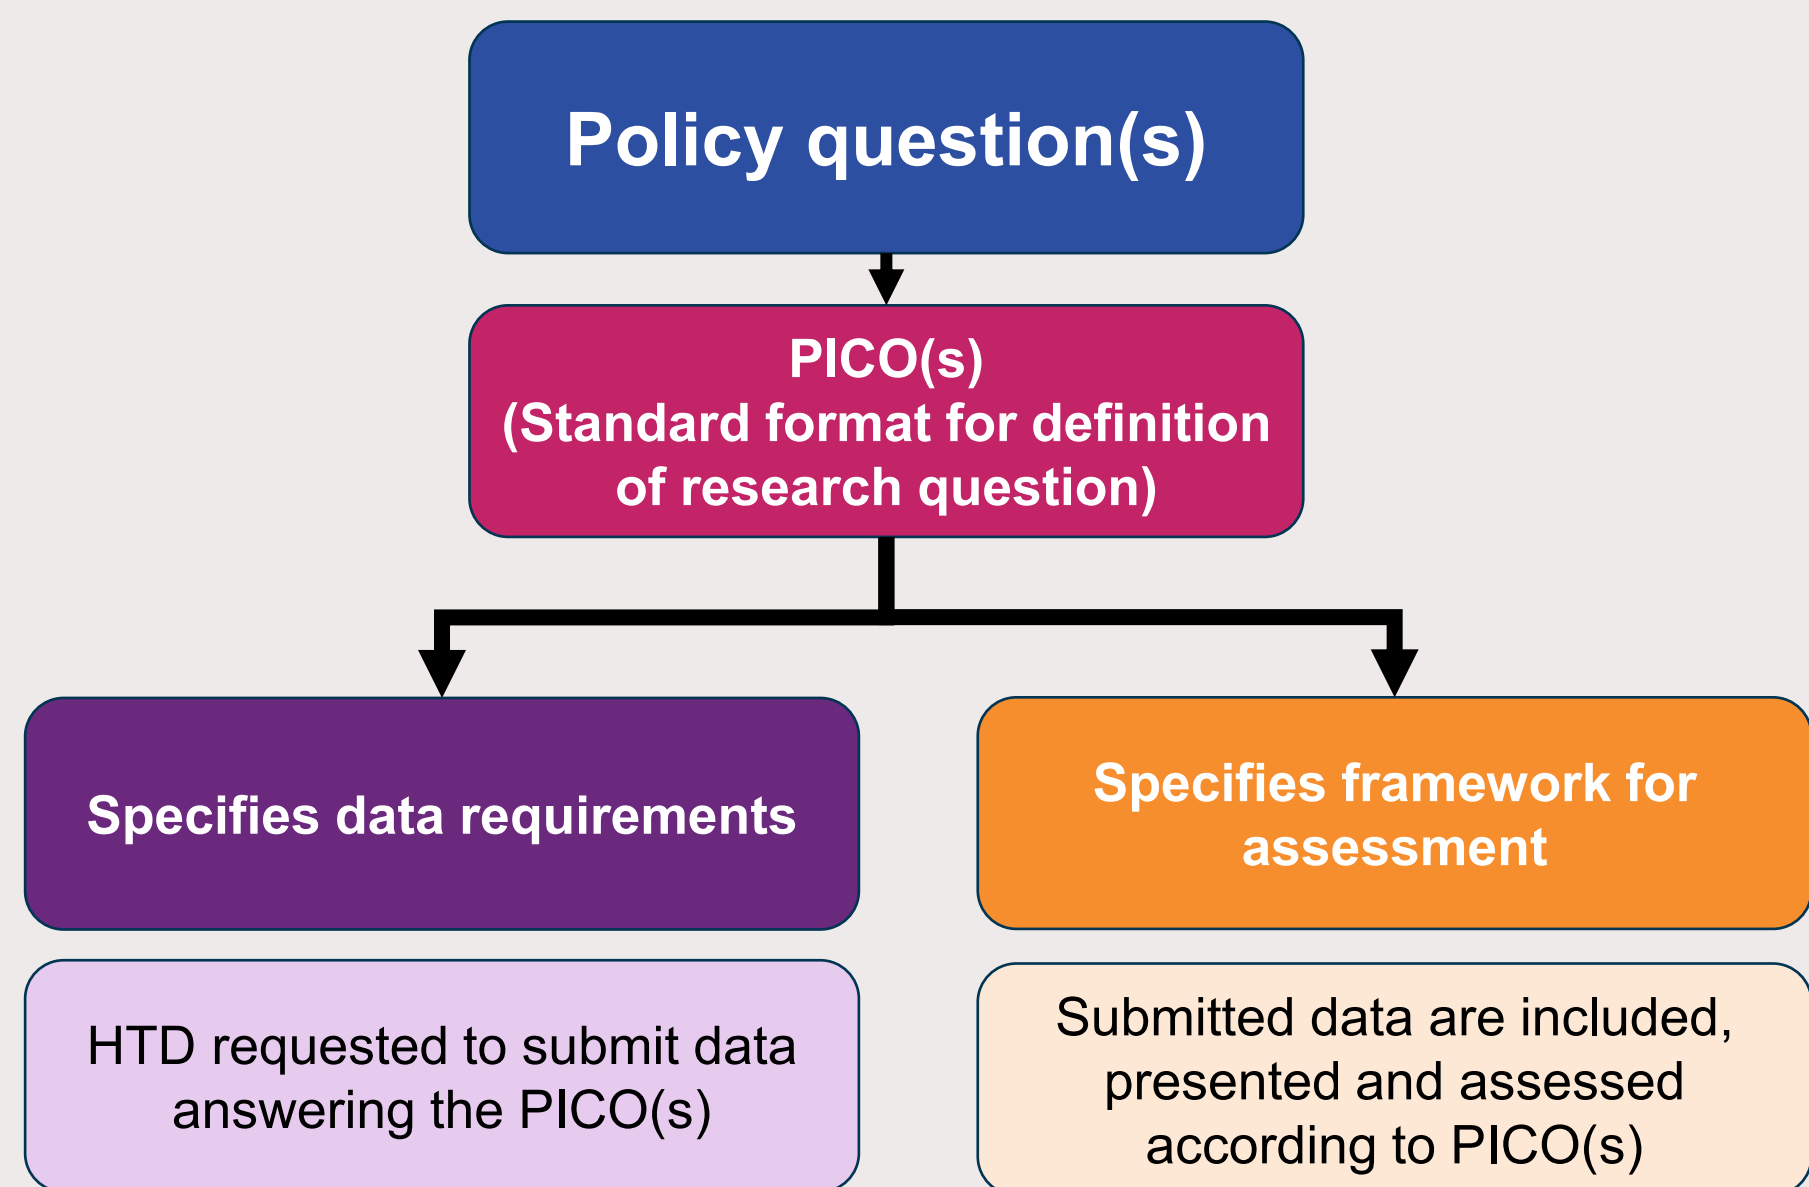 Policy question(s)
PICO(s)
(Standard format for definition
of research question)
Specifies data requirements
Specifies framework for
assessment
HTD requested to submit data
answering the PICO(s)
Submitted data are included,
presented and assessed
according to PICO(s)